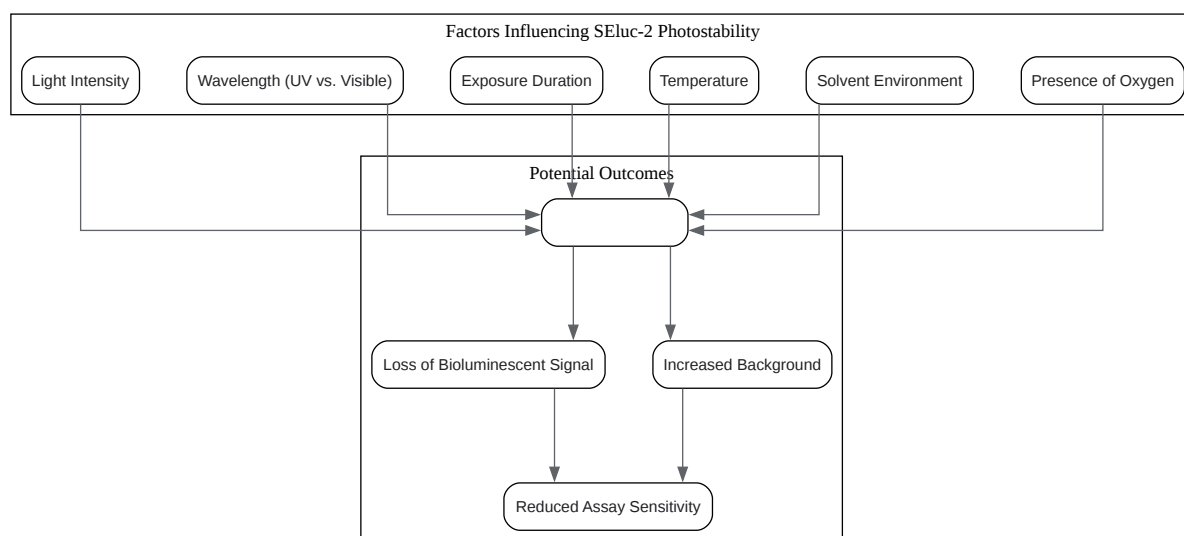 Factors Influencing SEluc-2 Photostability
Light Intensity
Wavelength (UV vs. Visible)
Exposure Duration
Temperature
Solvent Environment
Presence of Oxygen
Potential Outcomes
Loss of Bioluminescent Signal
Increased Background
Reduced Assay Sensitivity